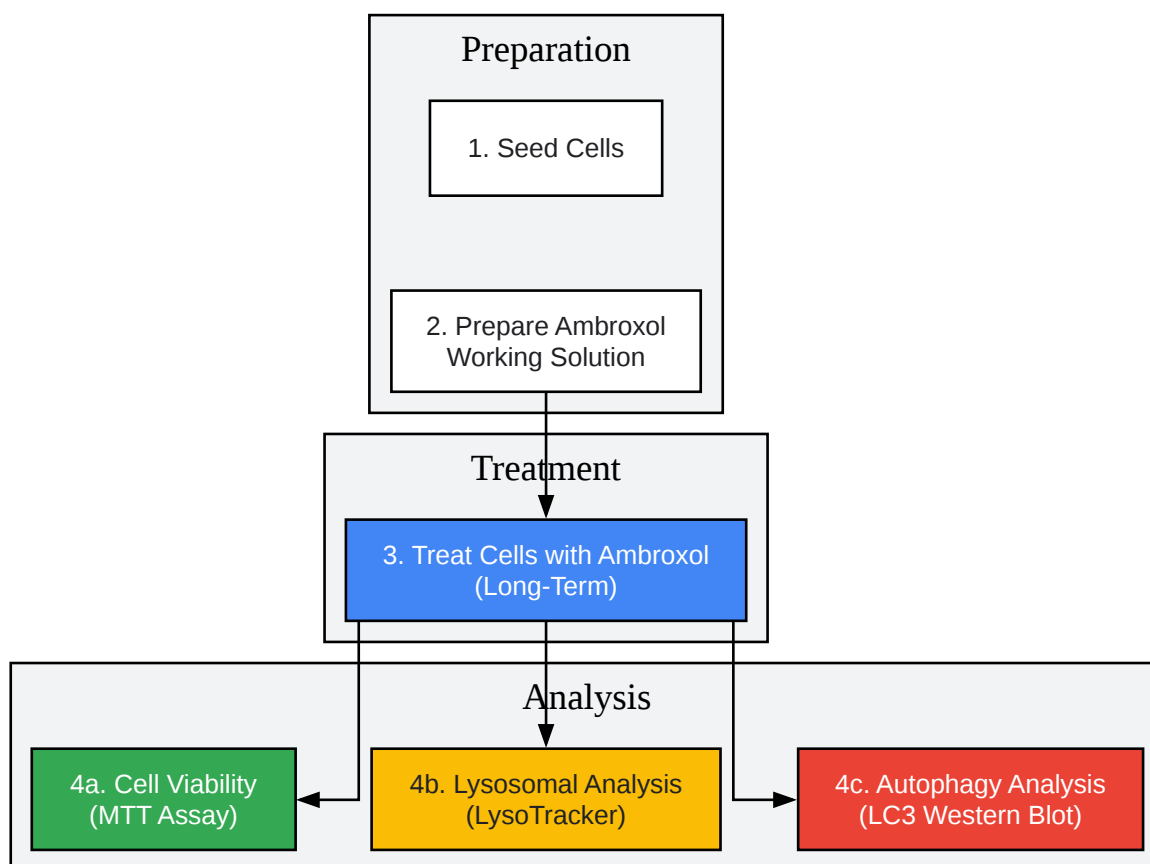 Preparation
1. Seed Cells
2. Prepare Ambroxol
Working Solution
Treatment
3. Treat Cells with Ambroxol
(Long-Term)
Analysis
4a. Cell Viability
(MTT Assay)
4b. Lysosomal Analysis
(LysoTracker)
4c. Autophagy Analysis
(LC3 Western Blot)